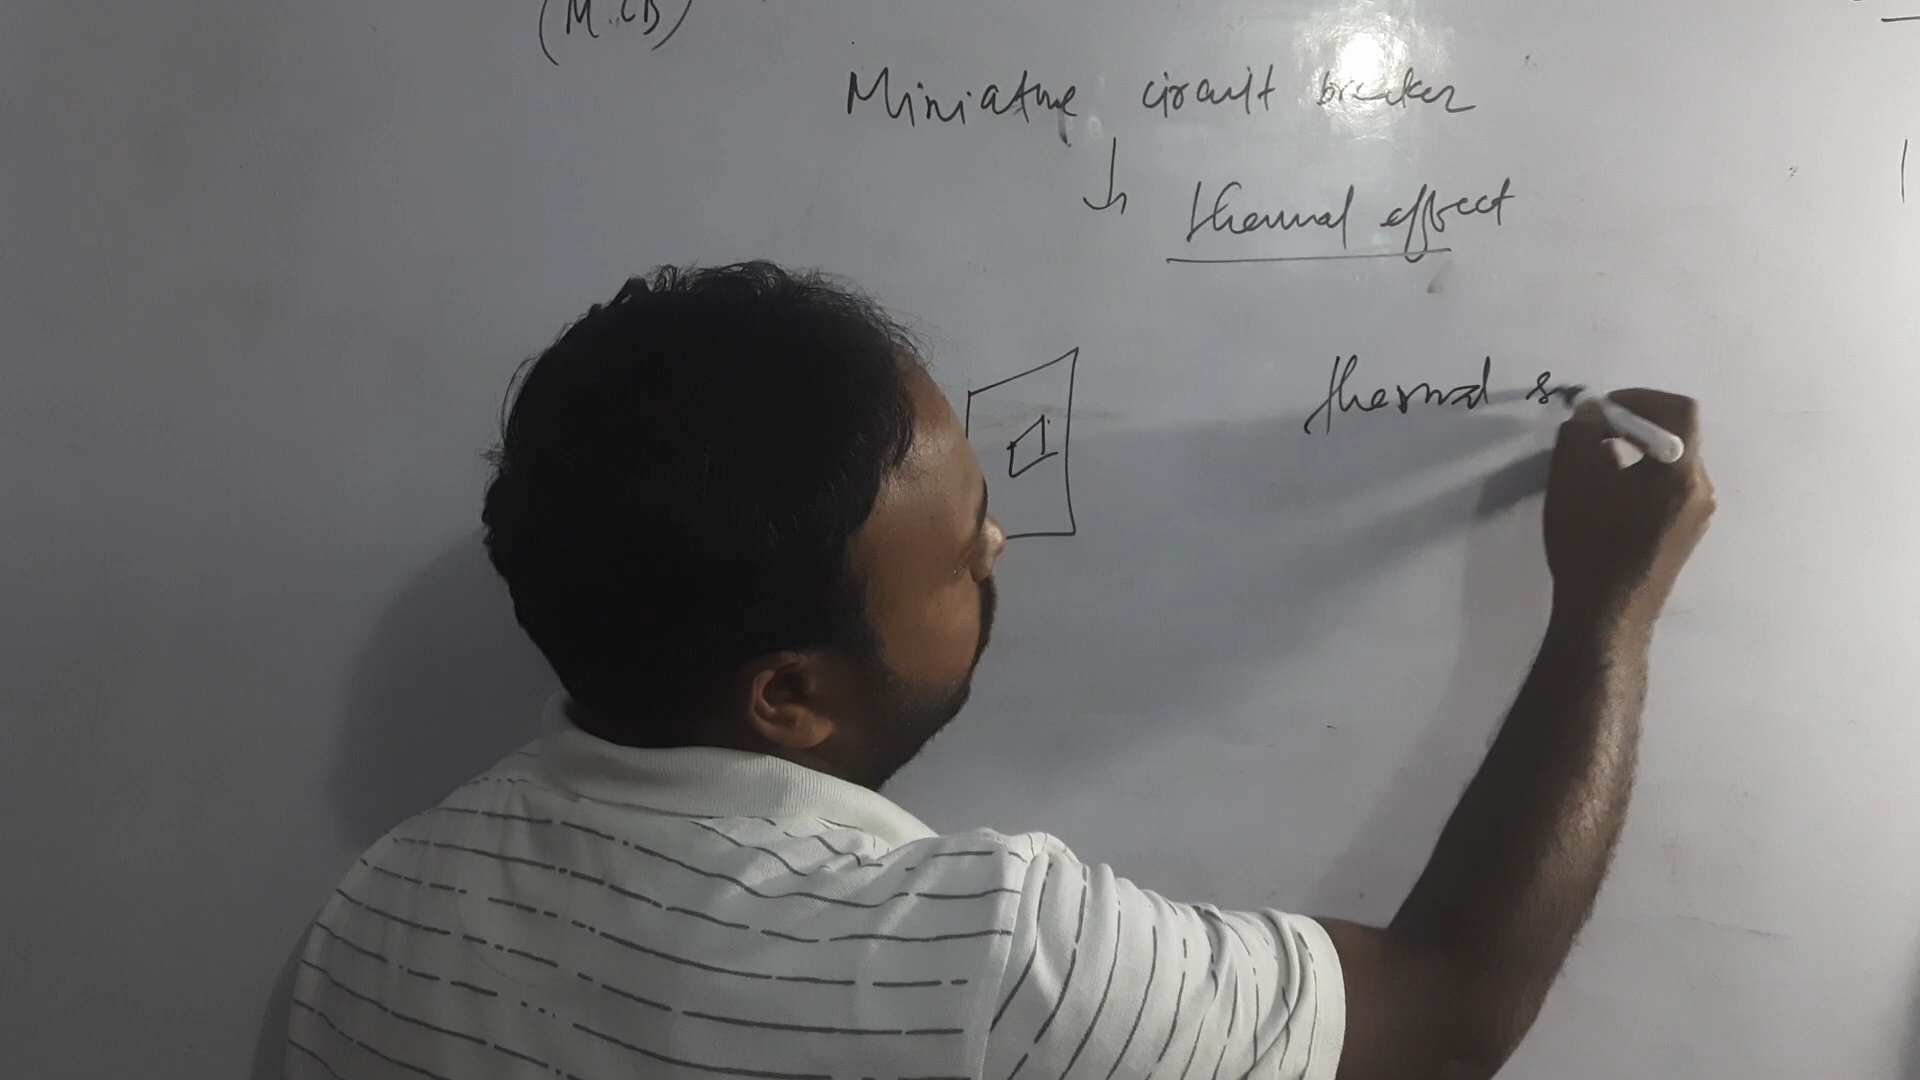 (M.CB)
Miniature circuit breaker
thermal effect
thermal s